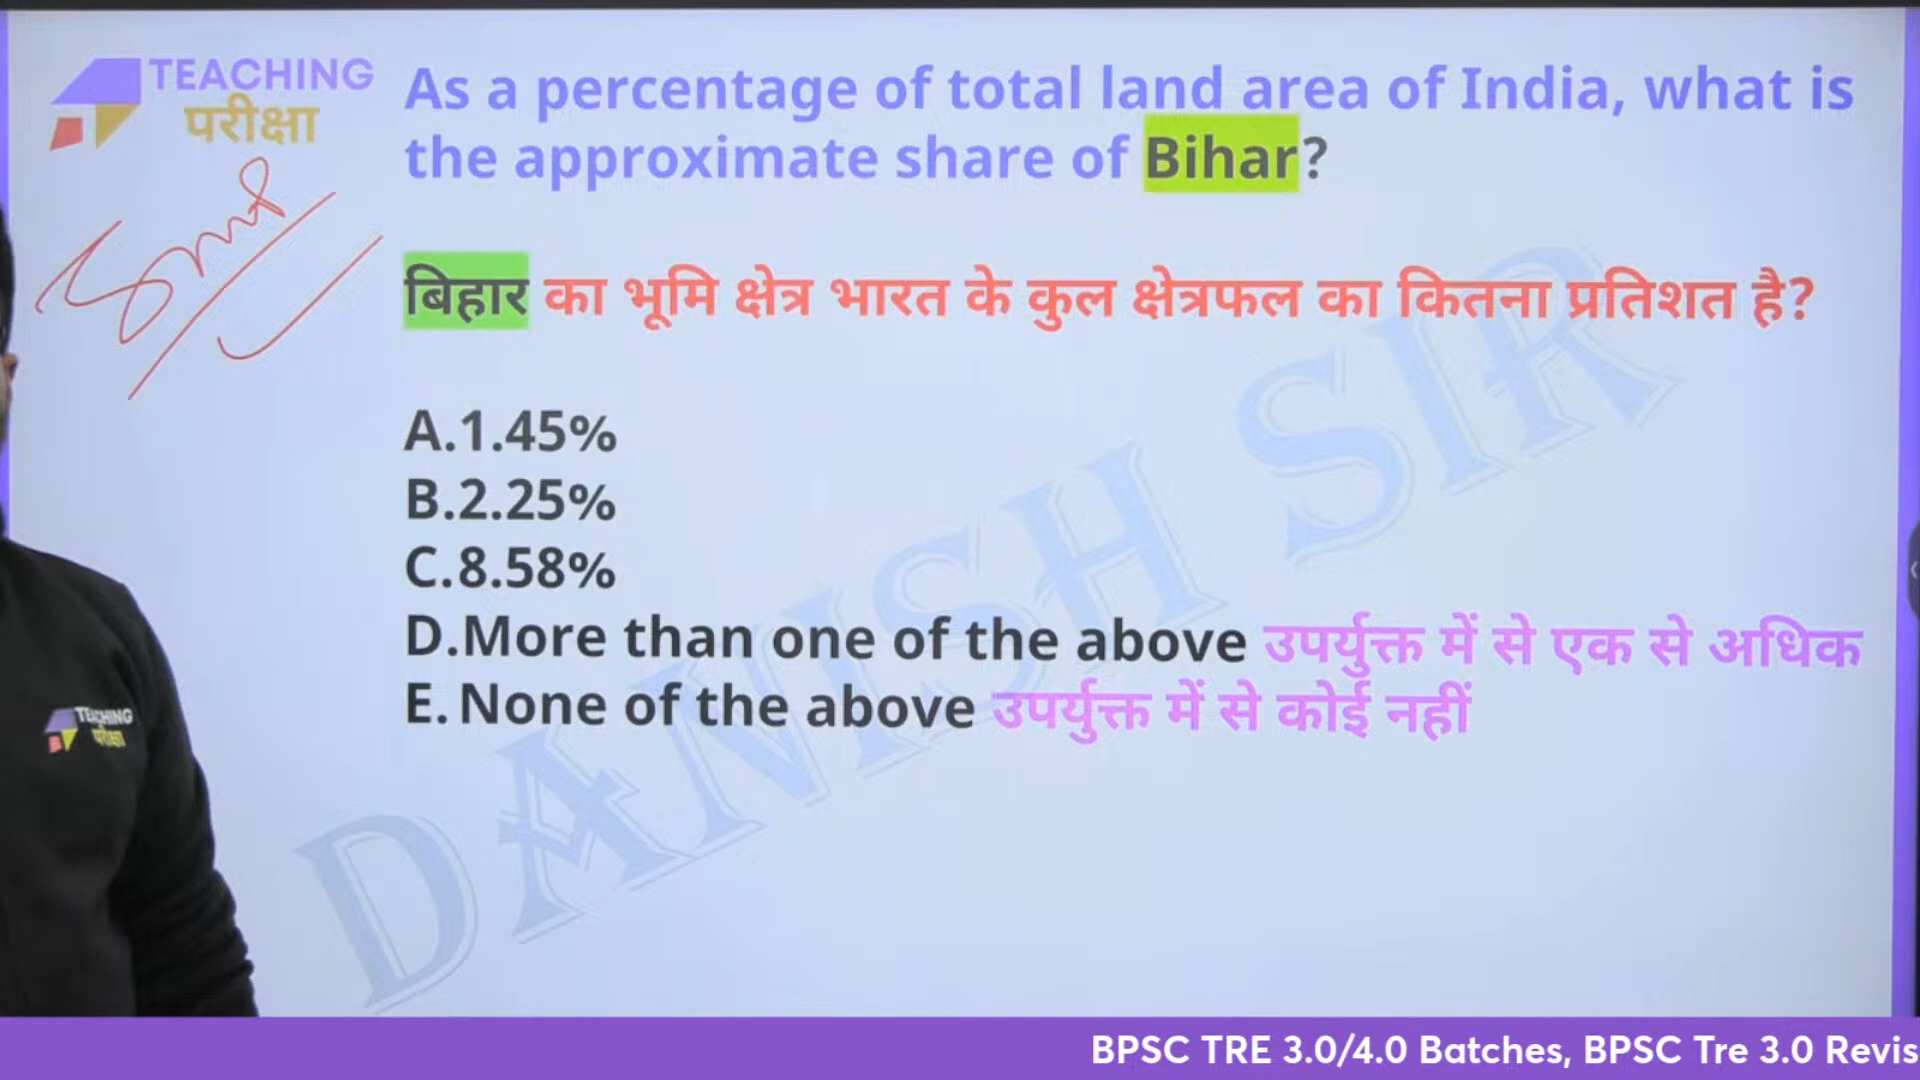 TEACHING
परीक्षा
As a percentage of total land area of India, what is
the approximate share of Bihar?
बिहार का भूमि क्षेत्र भारत के कुल क्षेत्रफल का कितना प्रतिशत है?
A.1.45%
B.2.25%
C.8.58%
D.More than one of the above उपर्युक्त में से एक से अधिक
E. None of the above उपर्युक्त में से कोई नहीं
DANISH SIR
TEACHING
परीक्षा
BPSC TRE 3.0/4.0 Batches, BPSC Tre 3.0 Revis